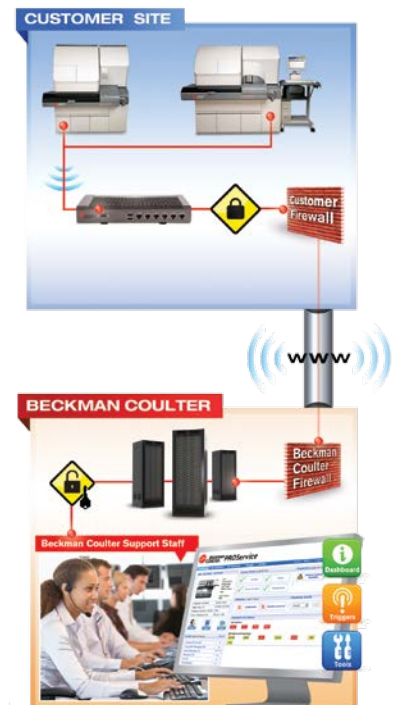 CUSTOMER SITE
Customer
Firewall
WWW
BECKMAN COULTER
Beckman
Coulter
Firewall
Beckman Coulter Support Staff
PROService
Dashboard
Triggers
Tools